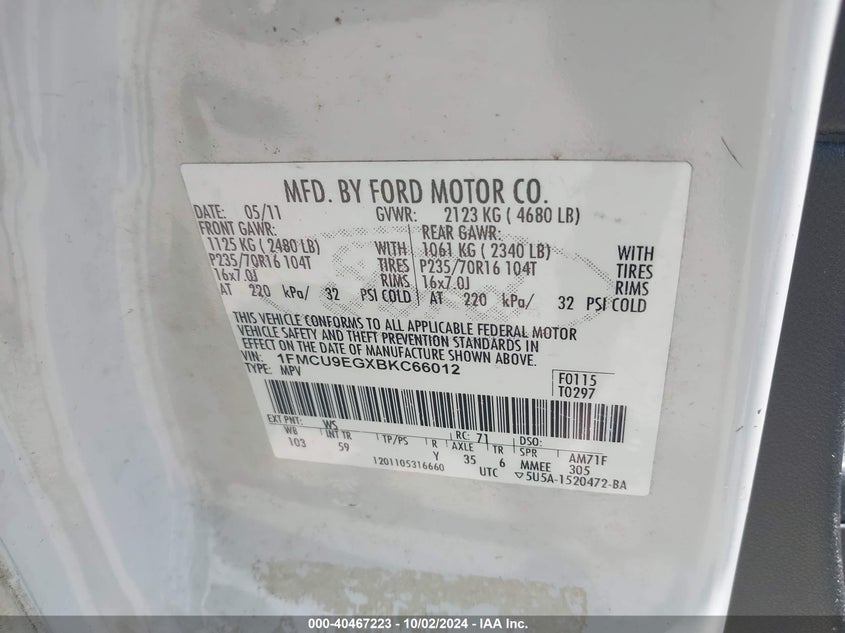 MFD. BY FORD MOTOR CO.
DATE: 05/11 GVWR: 2123 KG ( 4680 LB)
FRONT GAWR: REAR GAWR:
1125 KG ( 2480 LB) WITH 1061 KG ( 2340 LB) WITH
P235/70R16 104T TIRES P235/70R16 104T TIRES
16x7.0J RIMS 16x7.0J RIMS
AT 220 kPa/ 32 PSI COLD AT 220 kPa/ 32 PSI COLD
THIS VEHICLE CONFORMS TO ALL APPLICABLE FEDERAL MOTOR
VEHICLE SAFETY AND THEFT PREVENTION STANDARDS IN
EFFECT ON THE DATE OF MANUFACTURE SHOWN ABOVE.
VIN: 1FMCU9EGXBKC66012
TYPE: MPV
F0115
T0297
EXT PNT: WS RC: 71 DSO:
WB INT TR TP/PS R AXLE TR SPR AM71F
103 59 Y 35 6 MMEE 305
I201105316660 UTC ▽5U5A-1520472-BA
000-40467223 - 10/02/2024 - IAA Inc.